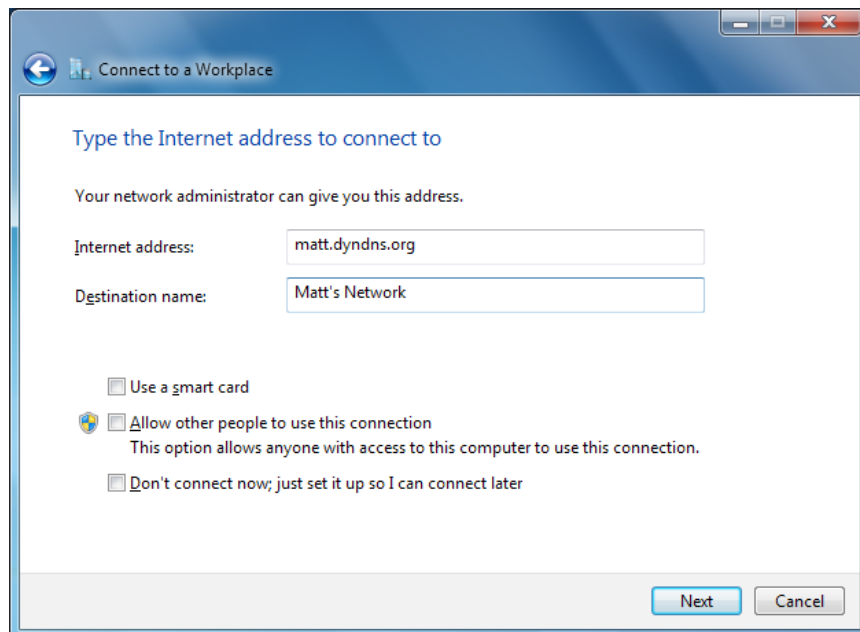 Connect to a Workplace
Type the Internet address to connect to
Your network administrator can give you this address.
Internet address: matt.dyndns.org
Destination name: Matt's Network
Use a smart card
Allow other people to use this connection
This option allows anyone with access to this computer to use this connection.
Don't connect now; just set it up so I can connect later
Next Cancel